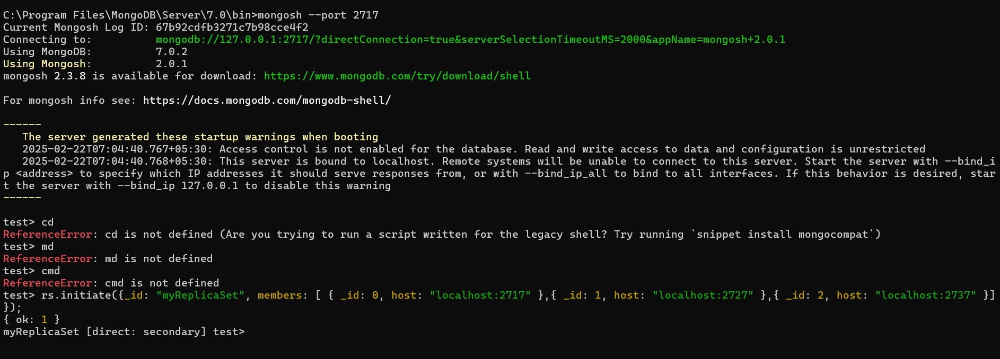 C:\Program Files\MongoDB\Server\7.0\bin>mongosh --port 2717
Current Mongosh Log ID: 67b92cdfb3271c7b98cce4f2
Connecting to:          mongodb://127.0.0.1:2717/?directConnection=true&serverSelectionTimeoutMS=2000&appName=mongosh+2.0.1
Using MongoDB:          7.0.2
Using Mongosh:          2.0.1
mongosh 2.3.8 is available for download: https://www.mongodb.com/try/download/shell
For mongosh info see: https://docs.mongodb.com/mongodb-shell/
------
   The server generated these startup warnings when booting
   2025-02-22T07:04:40.767+05:30: Access control is not enabled for the database. Read and write access to data and configuration is unrestricted
   2025-02-22T07:04:40.768+05:30: This server is bound to localhost. Remote systems will be unable to connect to this server. Start the server with --bind_i
p <address> to specify which IP addresses it should serve responses from, or with --bind_ip_all to bind to all interfaces. If this behavior is desired, star
t the server with --bind_ip 127.0.0.1 to disable this warning
------
test> cd
ReferenceError: cd is not defined (Are you trying to run a script written for the legacy shell? Try running `snippet install mongocompat`)
test> md
ReferenceError: md is not defined
test> cmd
ReferenceError: cmd is not defined
test> rs.initiate({_id: "myReplicaSet", members: [ { _id: 0, host: "localhost:2717" },{ _id: 1, host: "localhost:2727" },{ _id: 2, host: "localhost:2737" }]
});
{ ok: 1 }
myReplicaSet [direct: secondary] test>